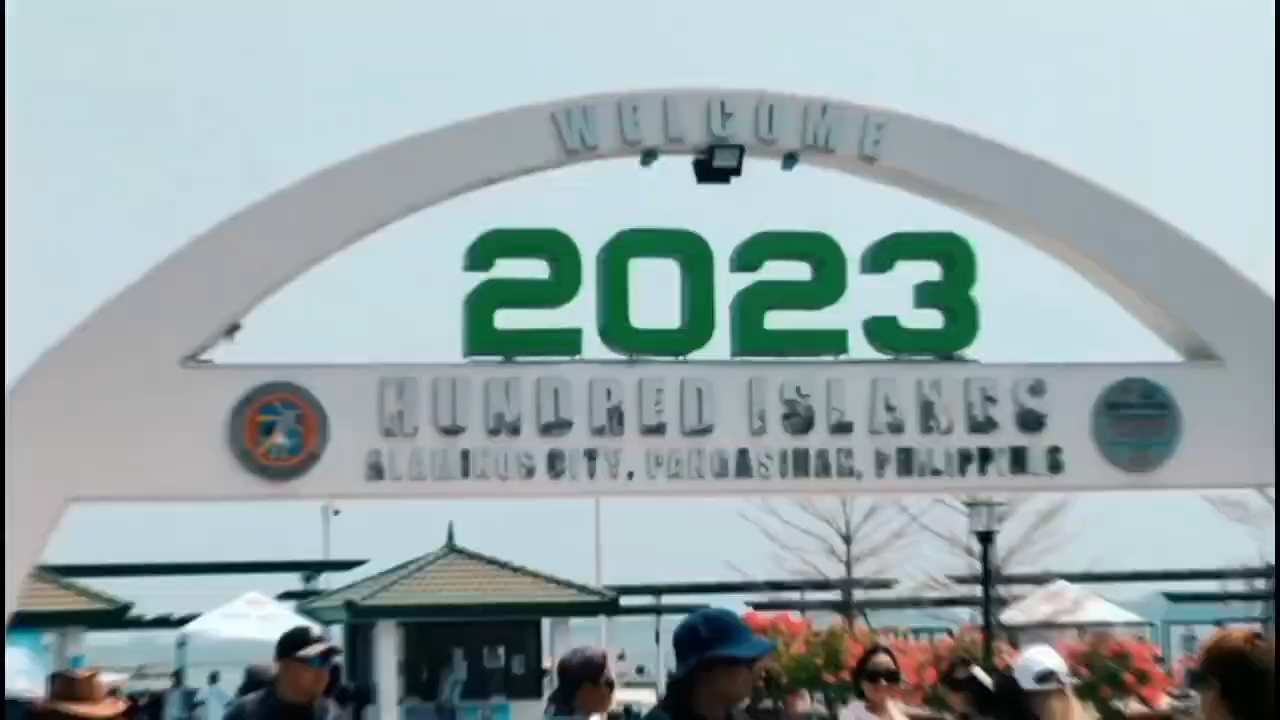 WELCOME
2023
HUNDRED ISLANDS
ALAMINOS CITY, PANGASINAN, PHILIPPINES